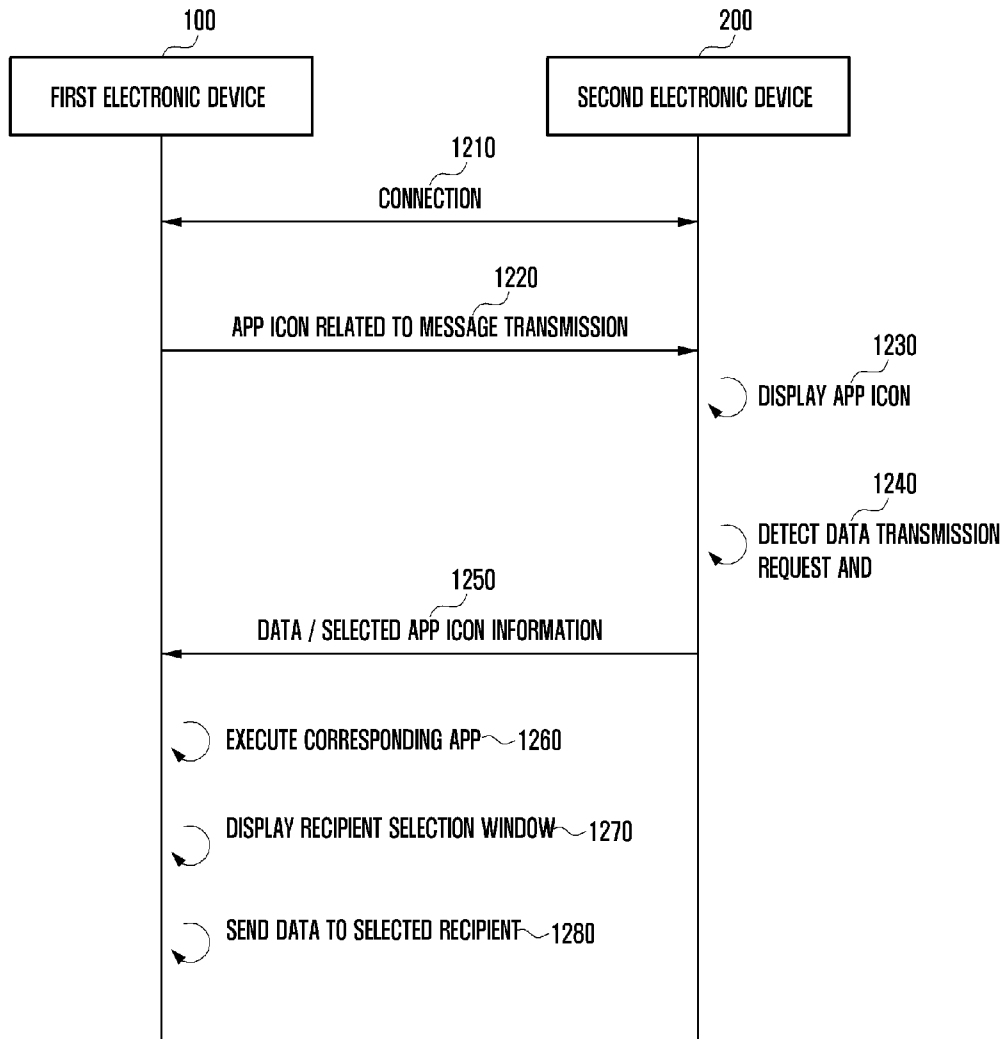 100
200
FIRST ELECTRONIC DEVICE
SECOND ELECTRONIC DEVICE
1210
CONNECTION
1220
APP ICON RELATED TO MESSAGE TRANSMISSION
1230
DISPLAY APP ICON
1240
DETECT DATA TRANSMISSION
REQUEST AND
1250
DATA / SELECTED APP ICON INFORMATION
EXECUTE CORRESPONDING APP 1260
DISPLAY RECIPIENT SELECTION WINDOW 1270
SEND DATA TO SELECTED RECIPIENT 1280